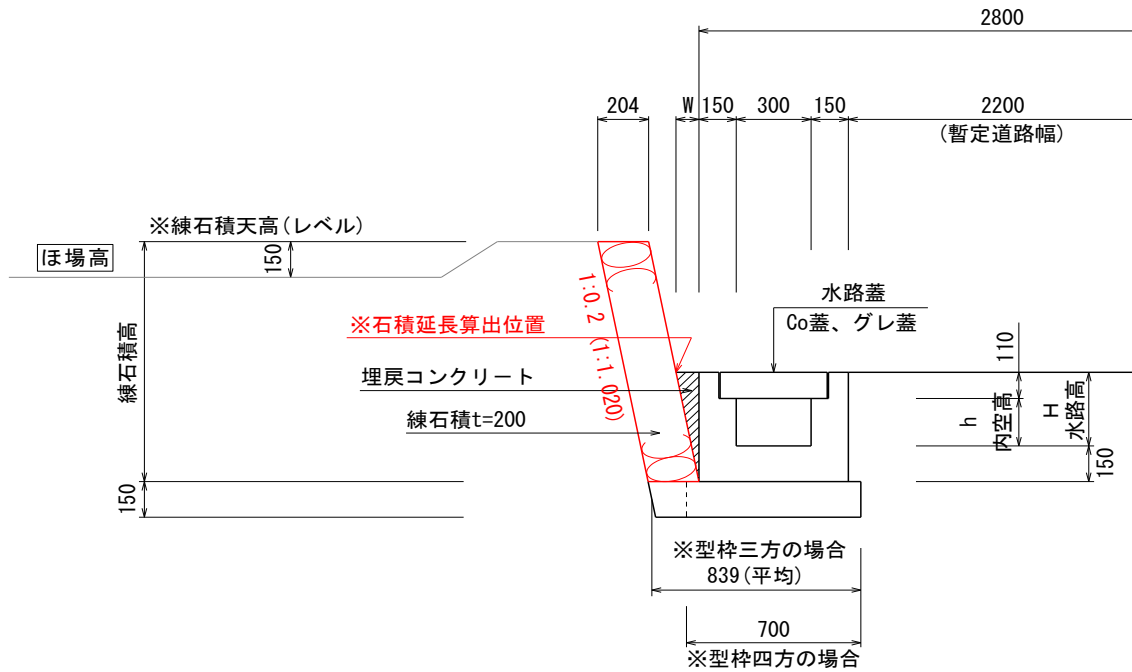 2800
204
W
150
300
150
2200
(暫定道路幅)
※練石積天高(レベル)
ほ場高
150
1:0.2 (1:1.020)
水路蓋
Co蓋、グレ蓋
※石積延長算出位置
110
練石積高
埋戻コンクリート
練石積t=200
h
内空高
H
水路高
150
150
※型枠三方の場合
839(平均)
700
※型枠四方の場合